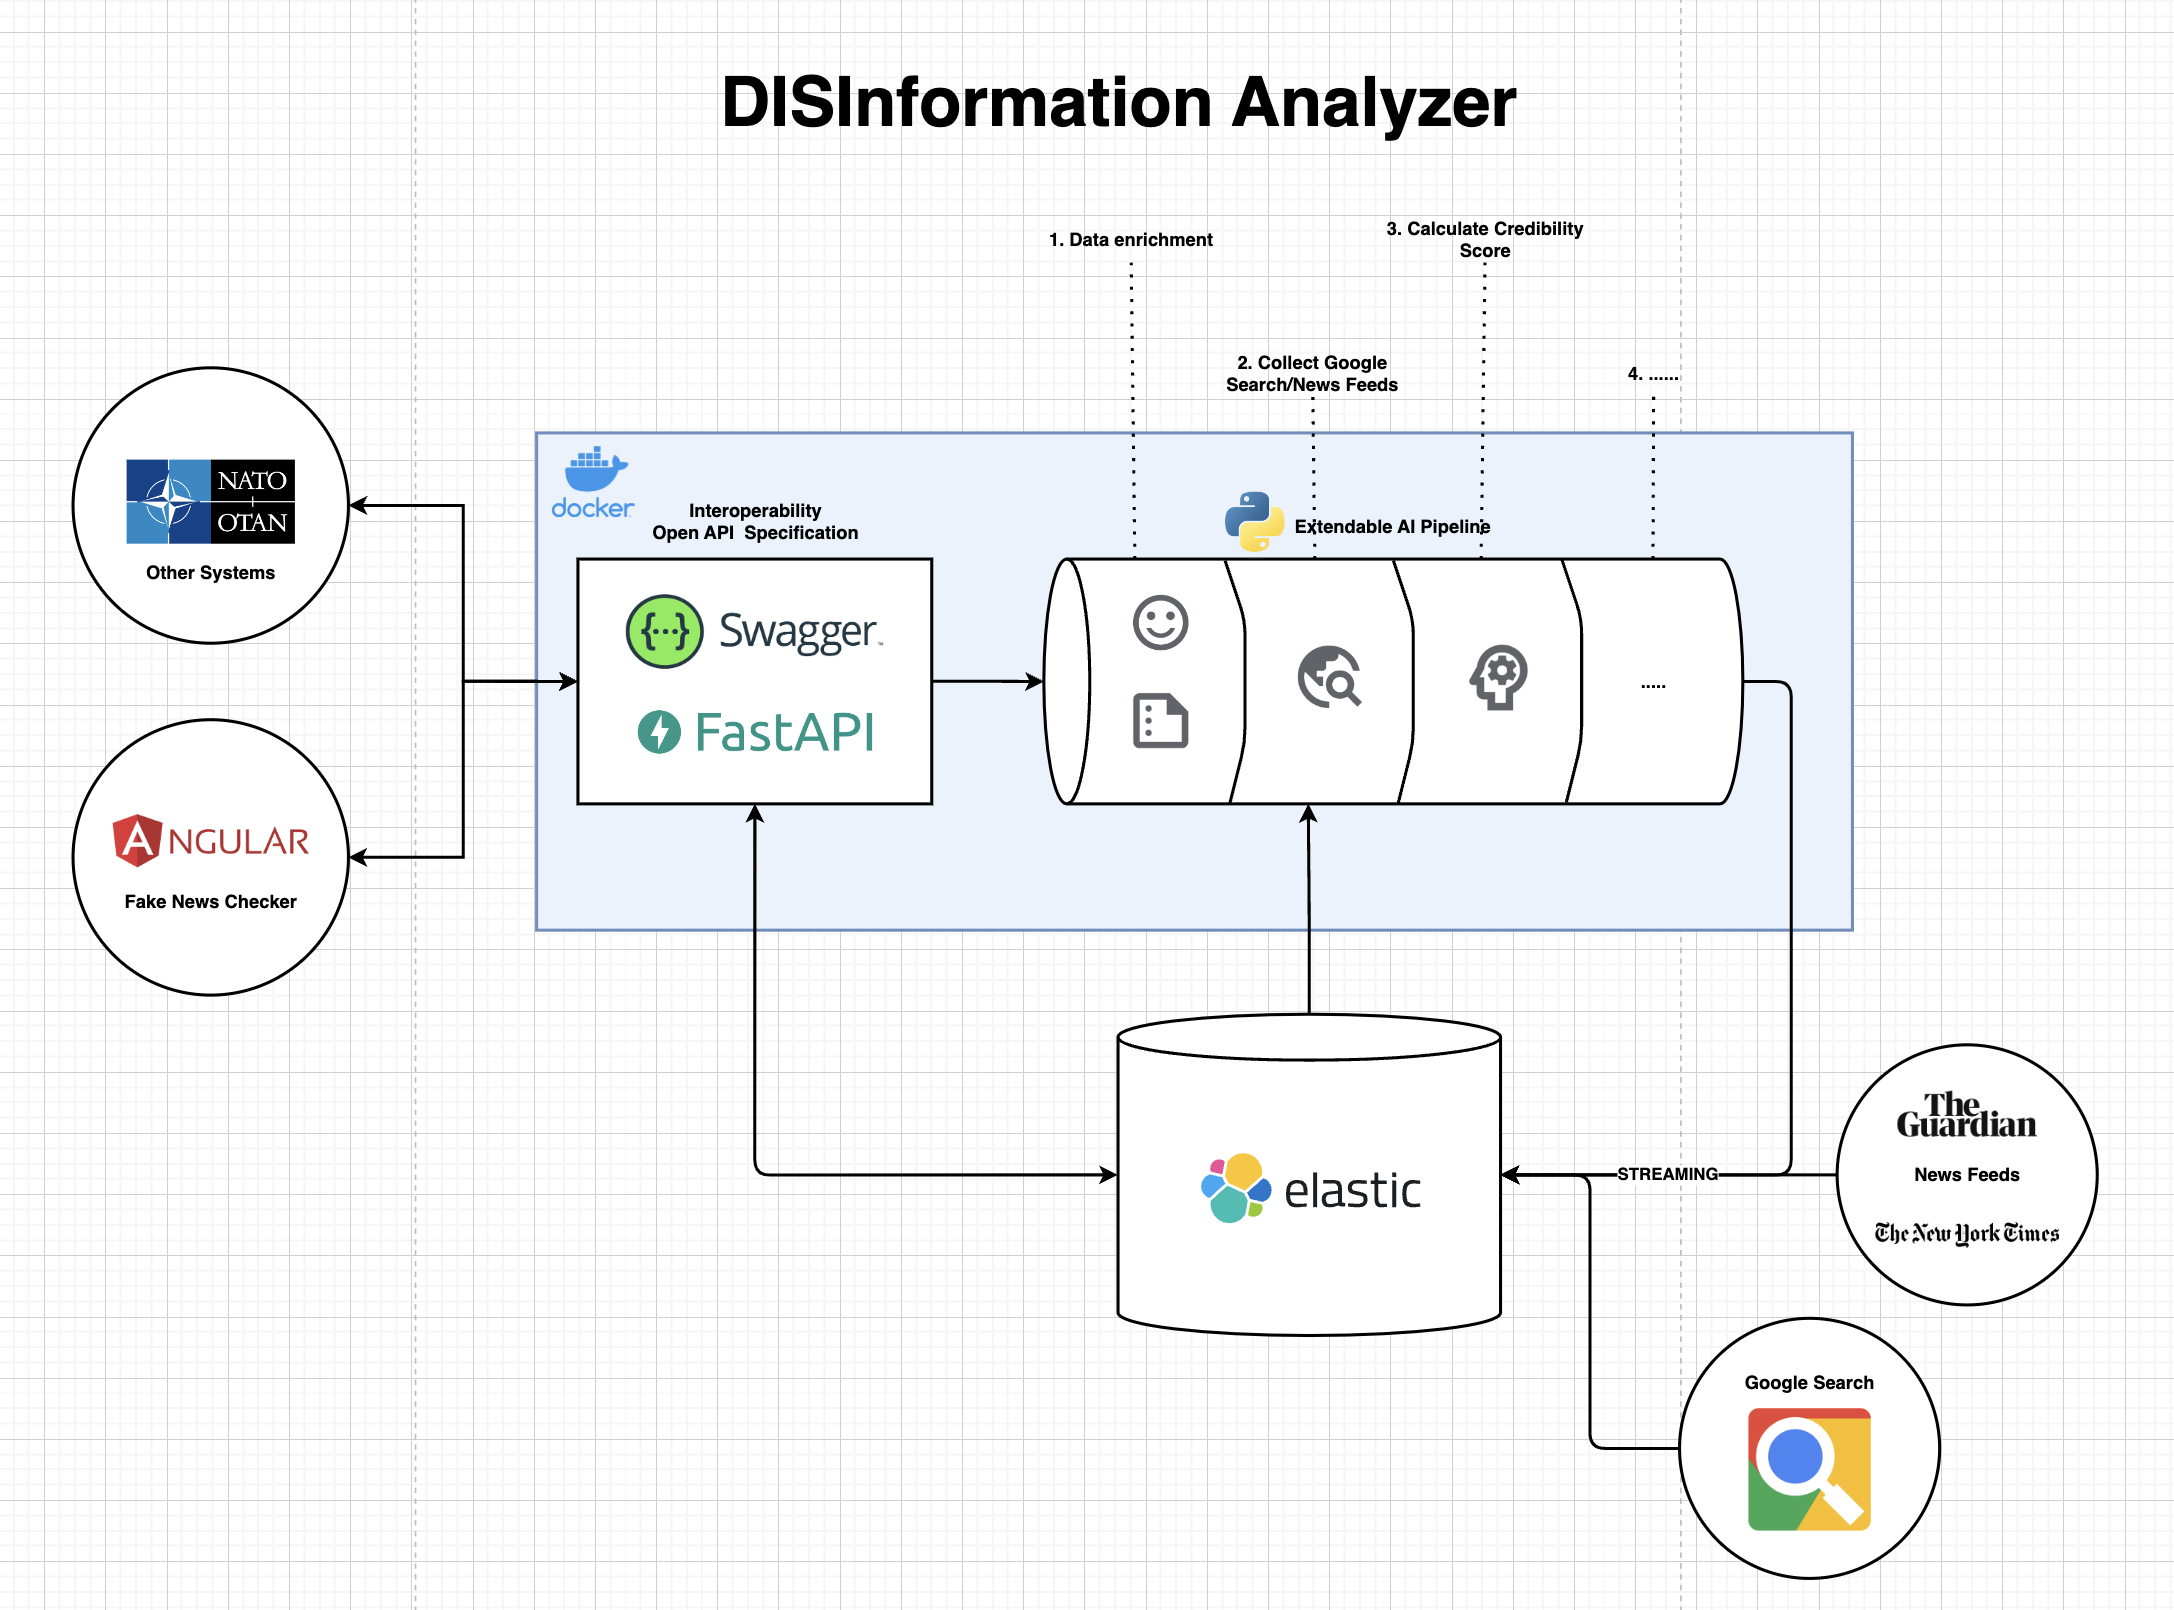 DISInformation Analyzer
1. Data enrichment
3. Calculate Credibility
Score
2. Collect Google
Search/News Feeds
4. ......
NATO
OTAN
Other Systems
docker
Interoperability
Open API  Specification
Extendable AI Pipeline
{···} Swagger™
FastAPI
.....
ANGULAR
Fake News Checker
elastic
STREAMING
The
Guardian
News Feeds
The New York Times
Google Search